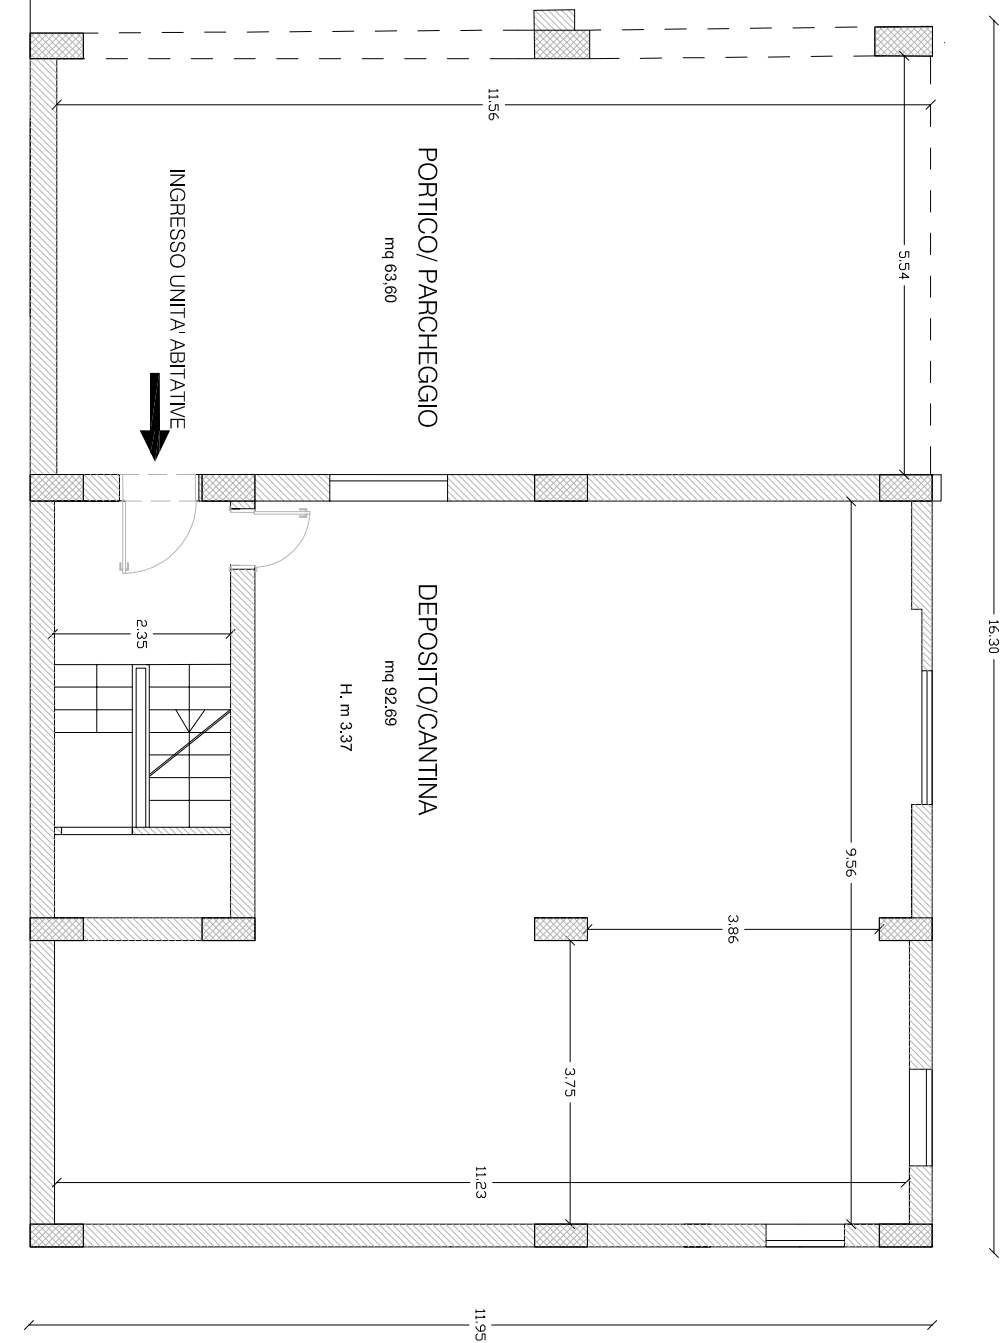 11.56
5.54
PORTICO/ PARCHEGGIO
mq 63,60
INGRESSO UNITA' ABITATIVE
16.30
2.35
DEPOSITO/CANTINA
mq 92.69
H. m 3.37
9.56
3.86
3.75
11.23
11.95